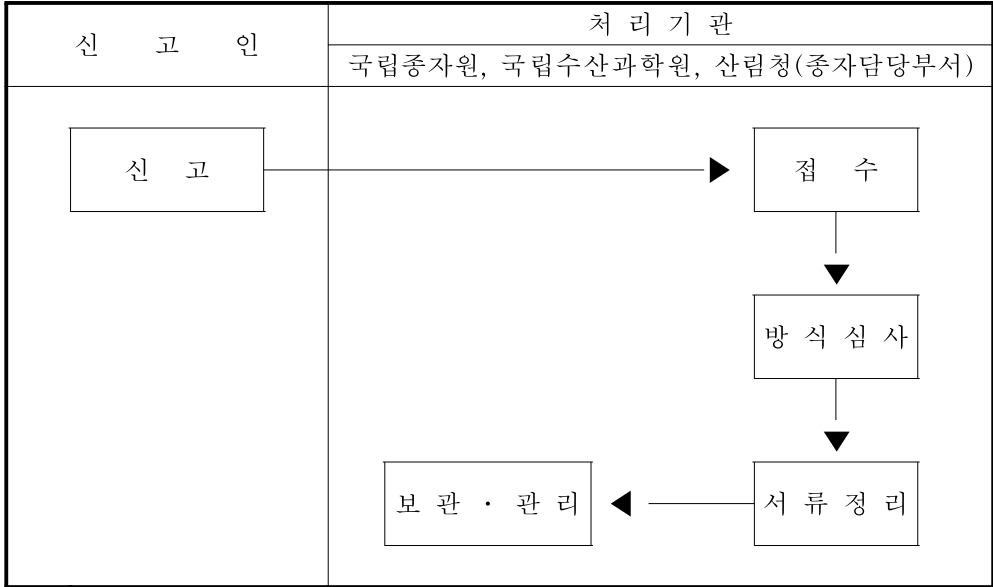 신 고 인
처 리 기 관
국립종자원, 국립수산과학원, 산림청(종자담당부서)
신 고
접 수
방 식 심 사
보 관 · 관 리
서 류 정 리